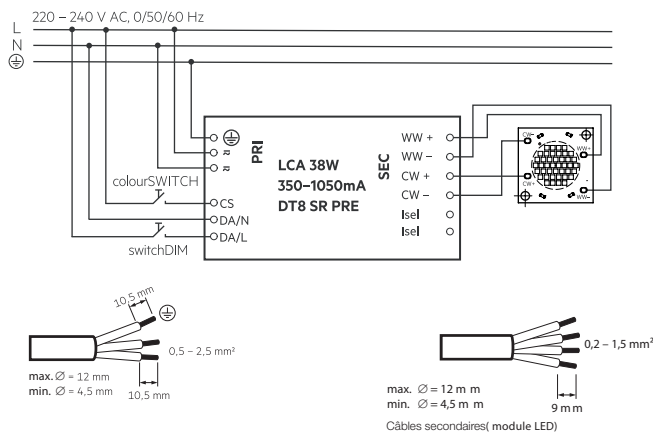 220 – 240 V AC, 0/50/60 Hz
L
N
PRI
SEC
LCA 38W
350–1050mA
DT8 SR PRE
WW +
WW –
CW +
CW –
Isel
Isel
colourSWITCH
CS
DA/N
DA/L
switchDIM
CW–
WW+
CW+
WW–
10,5 mm
0,5 – 2,5 mm²
max. Ø = 12 mm
min. Ø = 4,5 mm
10,5 mm
0,2 – 1,5 mm²
max. Ø = 12 m m
min. Ø = 4,5 m m
9 mm
Câbles secondaires( module LED)